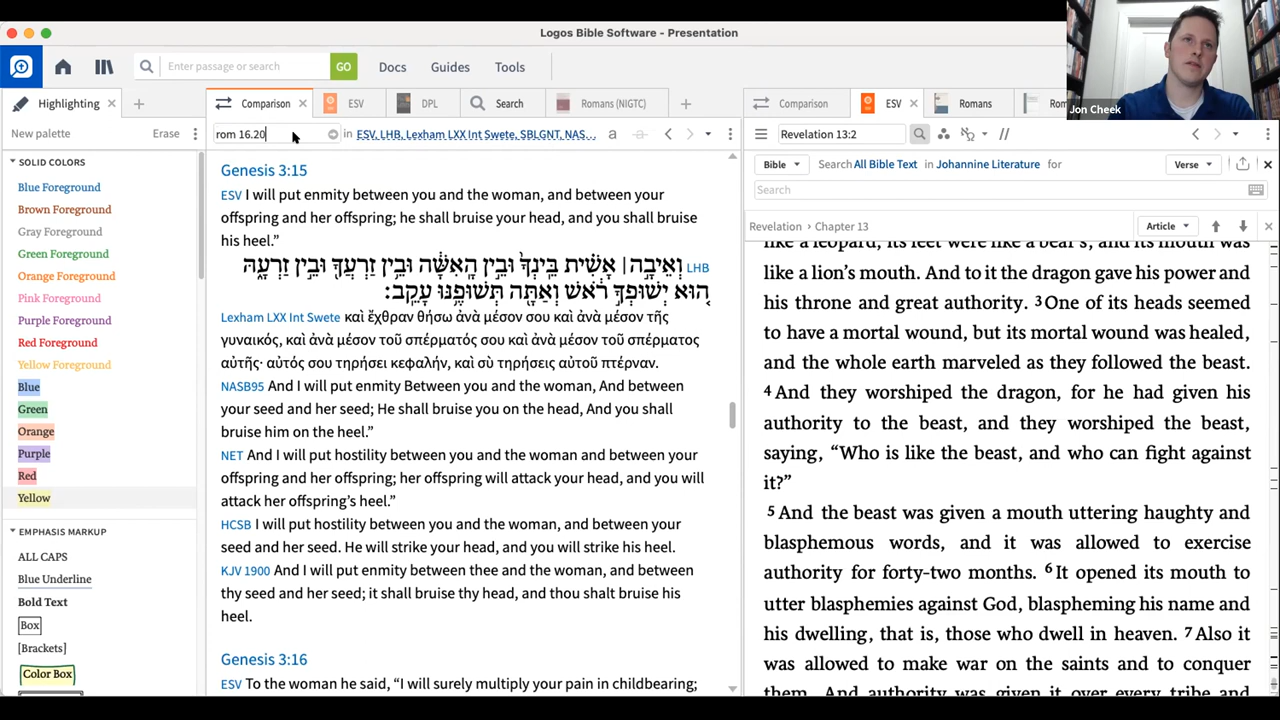 Logos Bible Software - Presentation
Enter passage or search
GO
Docs
Guides
Tools
Highlighting
Comparison
ESV
DPL
Search
Romans (NIGTC)
Comparison
ESV
Romans
Jon Cheek
New palette
Erase
rom 16.20
in
ESV, LHB, Lexham LXX Int Swete, SBLGNT, NAS...
a
a
Revelation 13:2
SOLID COLORS
Blue Foreground
Brown Foreground
Gray Foreground
Green Foreground
Orange Foreground
Pink Foreground
Purple Foreground
Red Foreground
Yellow Foreground
Blue
Green
Orange
Purple
Red
Yellow
EMPHASIS MARKUP
ALL CAPS
Blue Underline
Bold Text
Box
[Brackets]
Color Box
Genesis 3:15
ESV I will put enmity between you and the woman, and between your
offspring and her offspring; he shall bruise your head, and you shall bruise
his heel.”
LHB וְאֵיבָ֣ה׀ אָשִׁ֗ית בֵּֽינְךָ֙ וּבֵ֣ין הָֽאִשָּׁ֔ה וּבֵ֥ין זַרְעֲךָ֖ וּבֵ֣ין זַרְעָ֑הּ
ה֚וּא יְשׁוּפְךָ֣ רֹ֔אשׁ וְאַתָּ֖ה תְּשׁוּפֶ֥נּוּ עָקֵֽב׃
Lexham LXX Int Swete καὶ ἔχθραν θήσω ἀνὰ μέσον σου καὶ ἀνὰ μέσον τῆς
γυναικός, καὶ ἀνὰ μέσον τοῦ σπέρματός σου καὶ ἀνὰ μέσον τοῦ σπέρματος
αὐτῆς· αὐτός σου τηρήσει κεφαλήν, καὶ σὺ τηρήσεις αὐτοῦ πτέρναν.
NASB95 And I will put enmity Between you and the woman, And between
your seed and her seed; He shall bruise you on the head, And you shall
bruise him on the heel.”
NET And I will put hostility between you and the woman and between your
offspring and her offspring; her offspring will attack your head, and you will
attack her offspring’s heel.”
HCSB I will put hostility between you and the woman, and between your
seed and her seed. He will strike your head, and you will strike his heel.
KJV 1900 And I will put enmity between thee and the woman, and between
thy seed and her seed; it shall bruise thy head, and thou shalt bruise his
heel.
Genesis 3:16
ESV To the woman he said, “I will surely multiply your pain in childbearing;
Bible
Search All Bible Text in Johannine Literature for
Verse
Search
Revelation › Chapter 13
Article
like a leopard, its feet were like a bear’s, and its mouth was
like a lion’s mouth. And to it the dragon gave his power and
his throne and great authority. 3 One of its heads seemed
to have a mortal wound, but its mortal wound was healed,
and the whole earth marveled as they followed the beast.
4 And they worshiped the dragon, for he had given his
authority to the beast, and they worshiped the beast,
saying, “Who is like the beast, and who can fight against
it?”
5 And the beast was given a mouth uttering haughty and
blasphemous words, and it was allowed to exercise
authority for forty-two months. 6 It opened its mouth to
utter blasphemies against God, blaspheming his name and
his dwelling, that is, those who dwell in heaven. 7 Also it
was allowed to make war on the saints and to conquer
them. And authority was given it over every tribe and